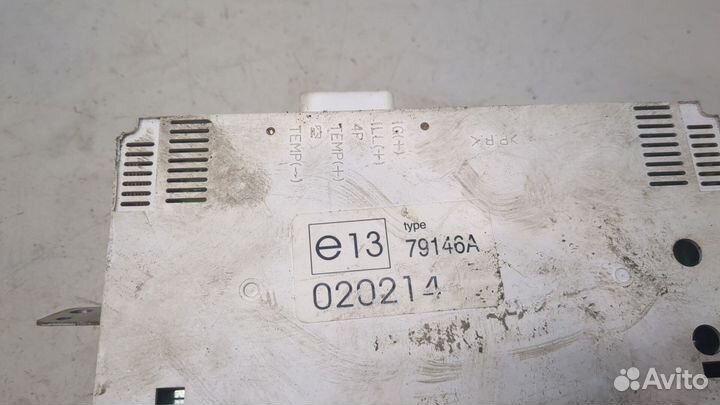 IG(+)
ILL(+)
4P
TEMP(+)
TEMP(-)
e13
type
79146A
020214
Avito